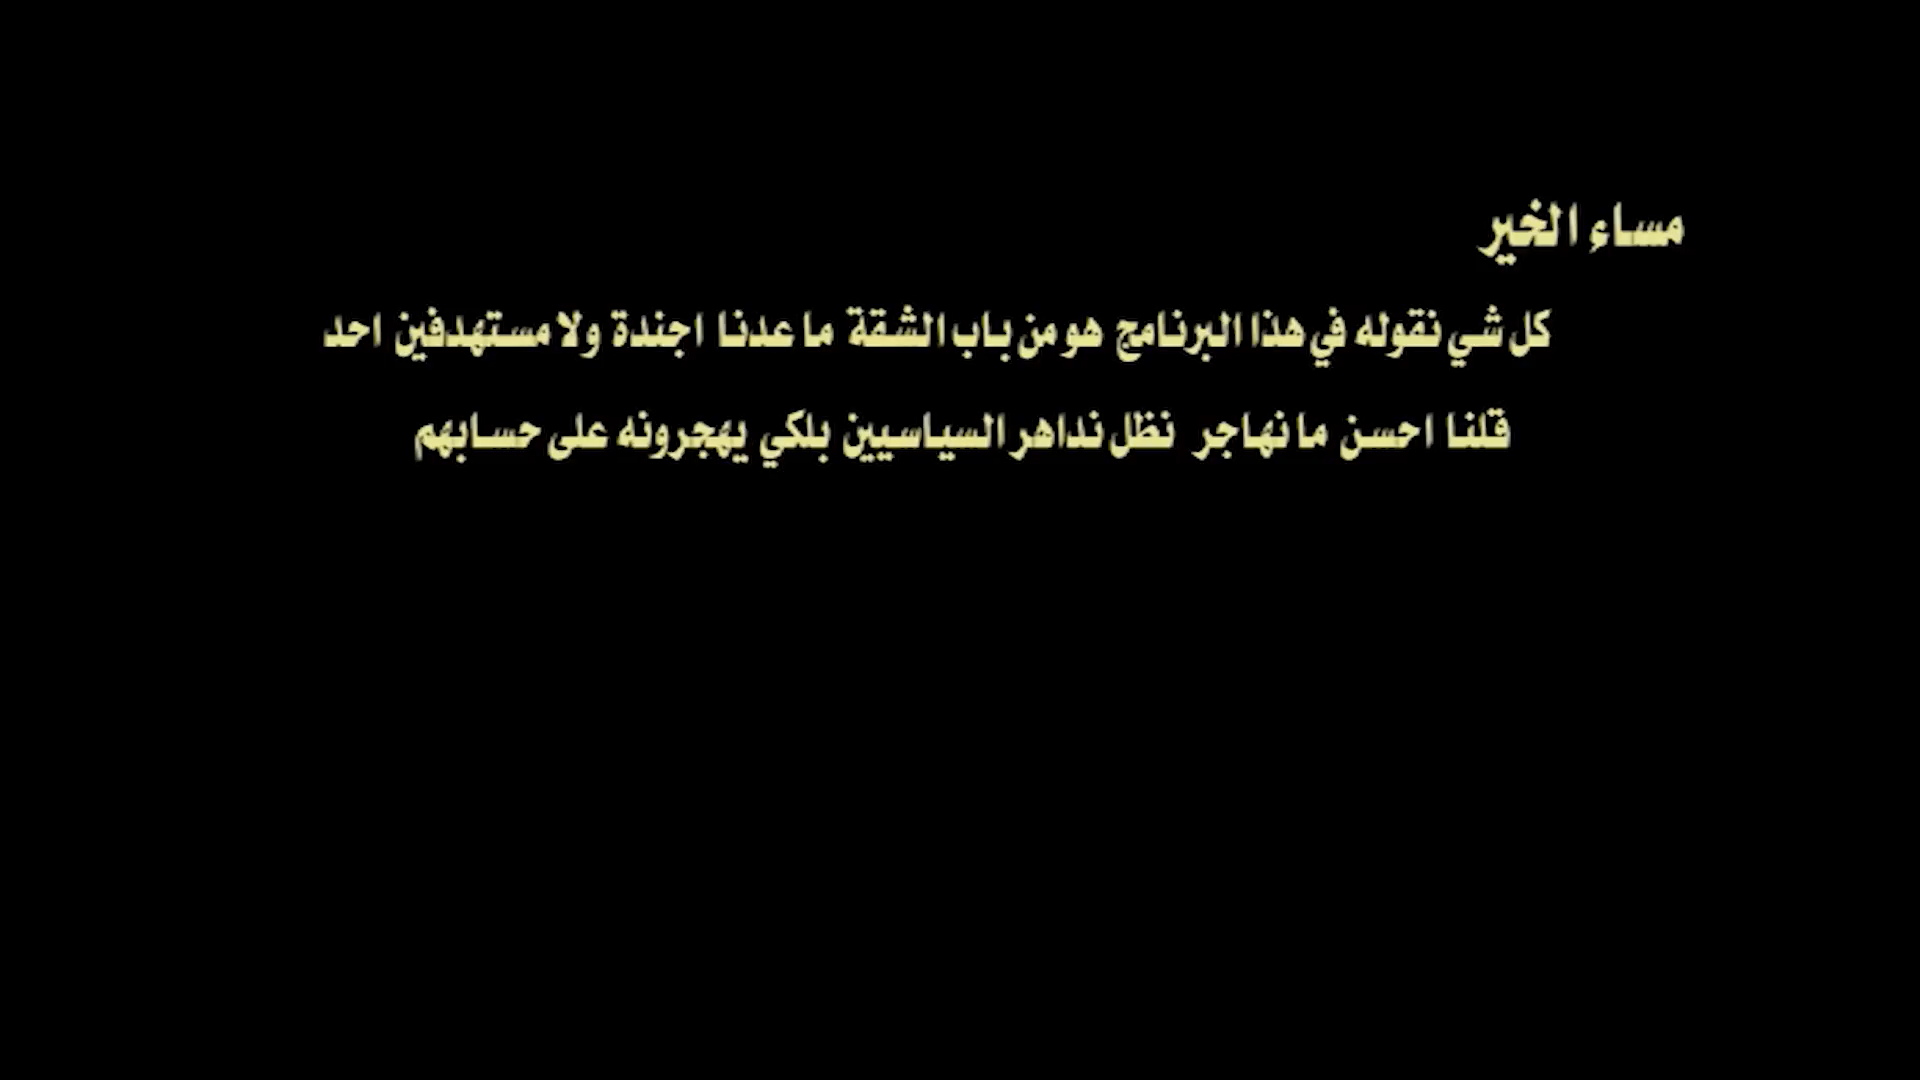 مساء الخير
كل شي نقوله في هذا البرنامج هو من باب الشقة ما عدنا اجندة ولا مستهدفين احد
قلنا احسن ما نهاجر نظل نداهر السياسيين بلكي يهجرونه على حسابهم